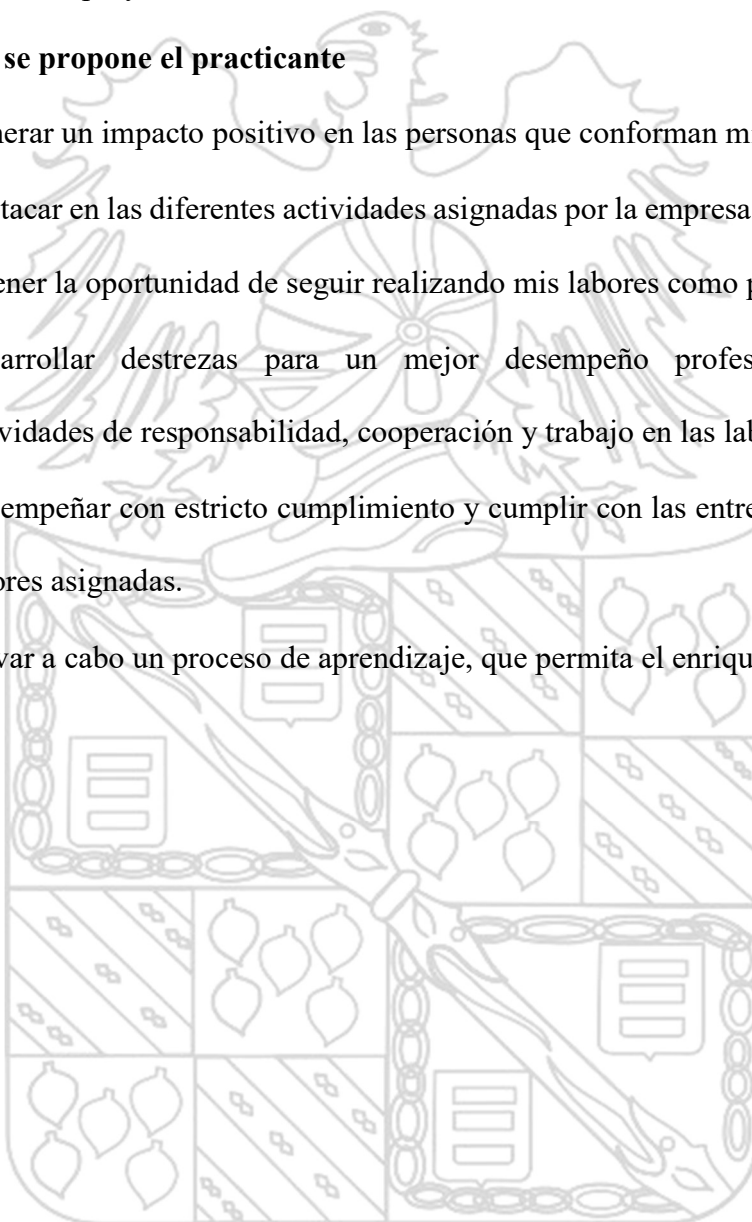 se propone el practicante
nerar un impacto positivo en las personas que conforman m
tacar en las diferentes actividades asignadas por la empresa
ener la oportunidad de seguir realizando mis labores como p
arrollar destrezas para un mejor desempeño profes
vidades de responsabilidad, cooperación y trabajo en las lab
empeñar con estricto cumplimiento y cumplir con las entre
ores asignadas.
var a cabo un proceso de aprendizaje, que permita el enriqu